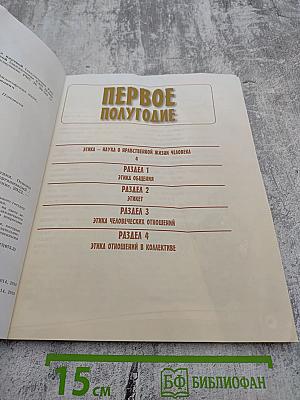 ПЕРВОЕ
ПОЛУГОДИЕ
ЭТИКА – НАУКА О НРАВСТВЕННОЙ ЖИЗНИ ЧЕЛОВЕКА
4
РАЗДЕЛ 1
ЭТИКА ОБЩЕНИЯ
РАЗДЕЛ 2
ЭТИКЕТ
РАЗДЕЛ 3
ЭТИКА ЧЕЛОВЕЧЕСКИХ ОТНОШЕНИЙ
РАЗДЕЛ 4
ЭТИКА ОТНОШЕНИЙ В КОЛЛЕКТИВЕ
15 см
БФ БИБЛИОФАН